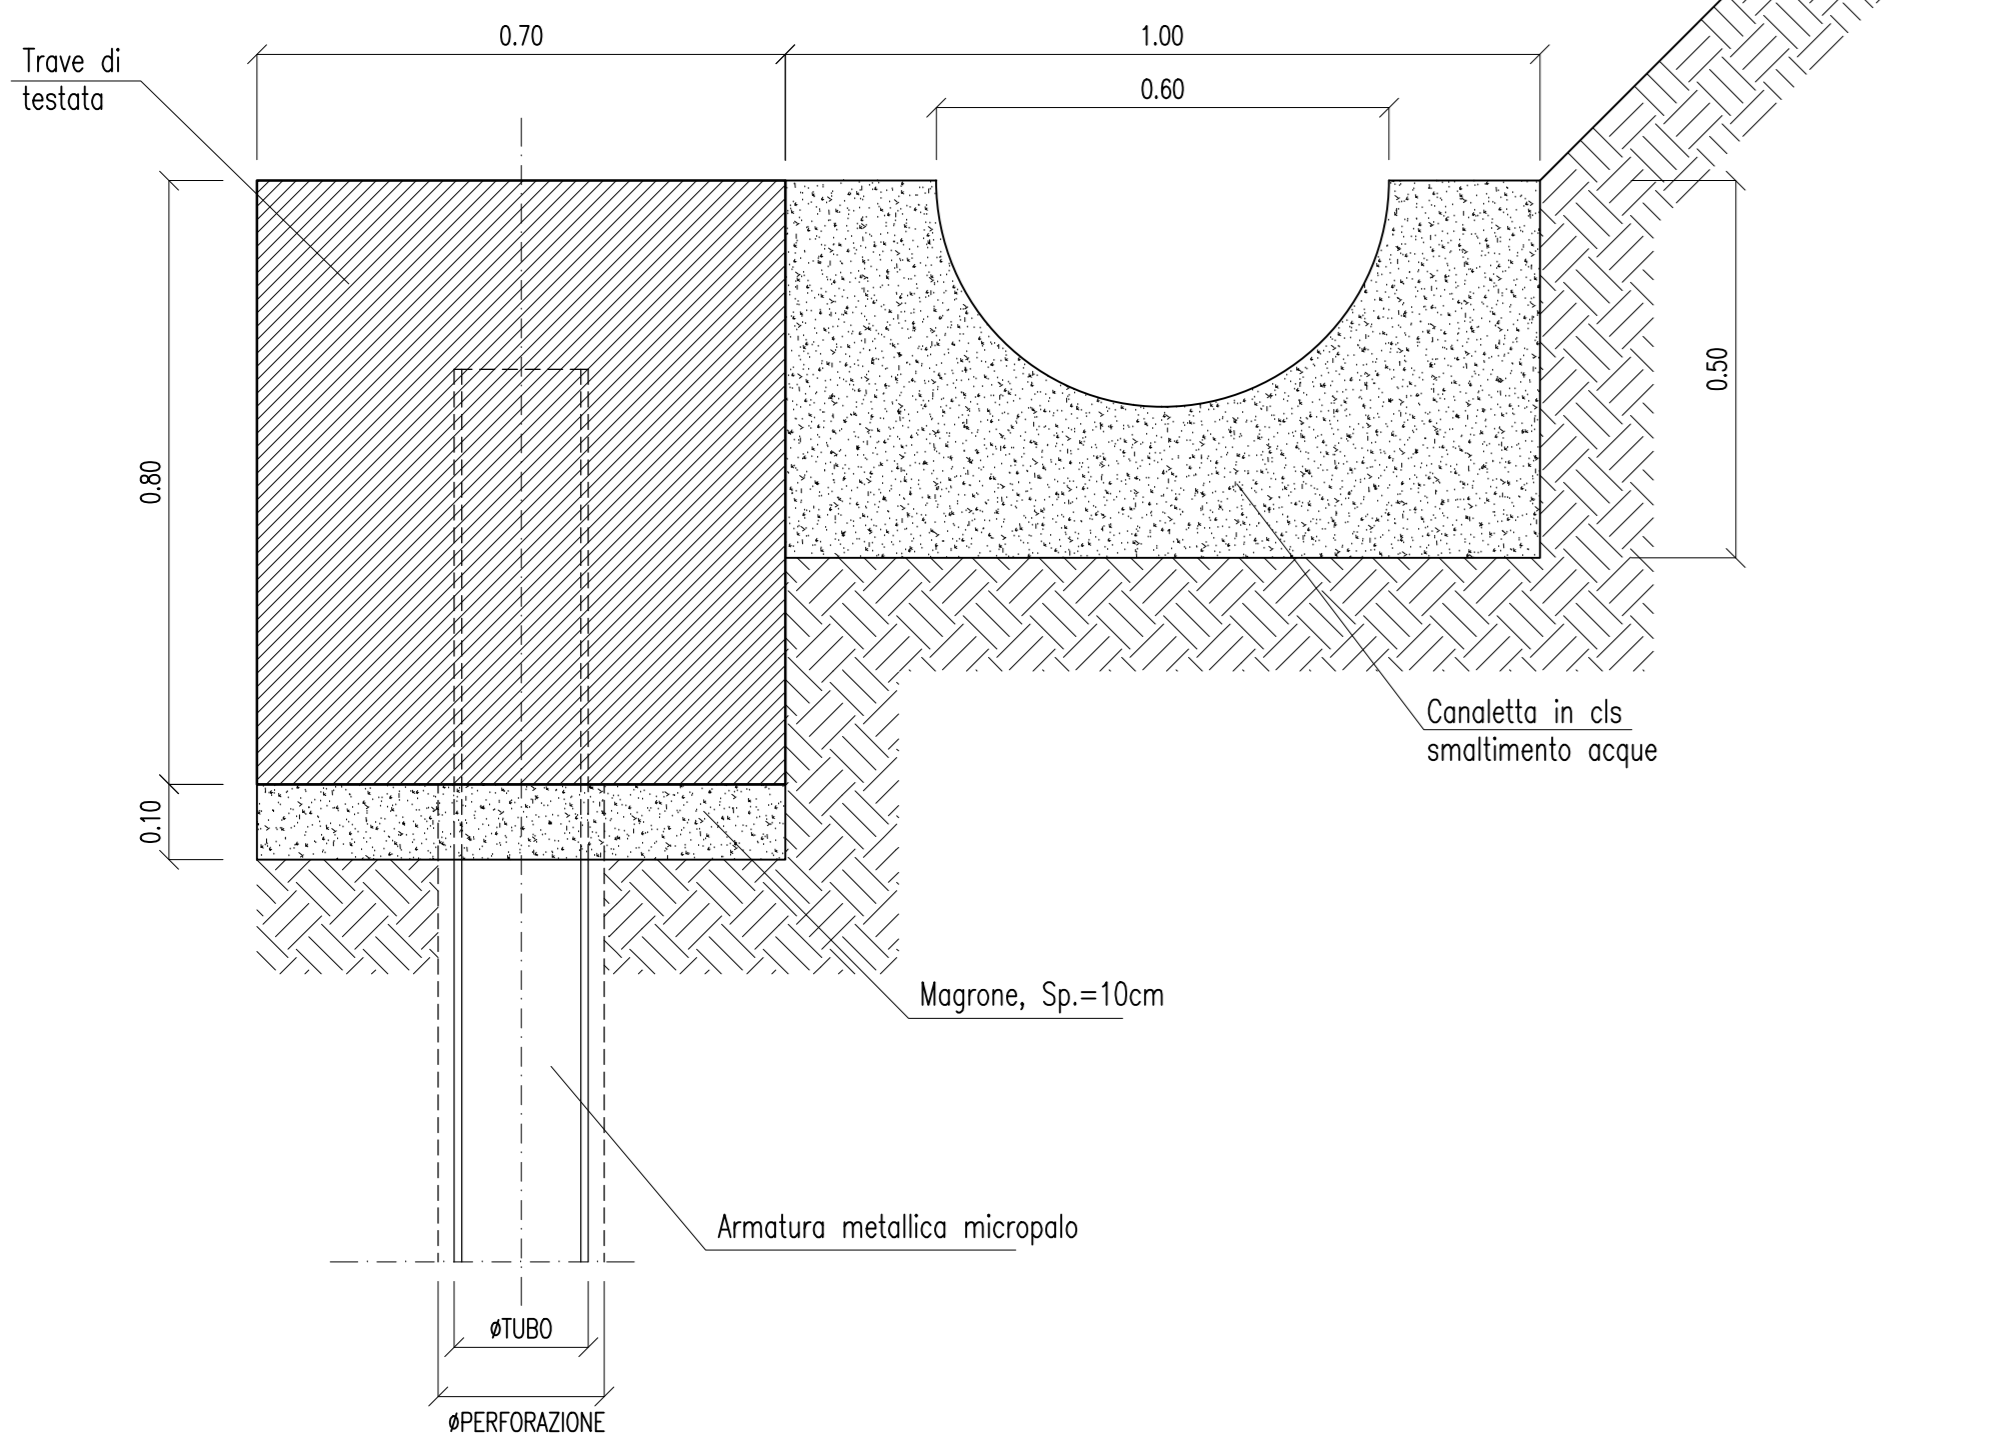 0.70
1.00
Trave di
testata
0.60
0.50
0.80
0.10
Canaletta in cls
smaltimento acque
Magrone, Sp.=10cm
Armatura metallica micropalo
øTUBO
øPERFORAZIONE